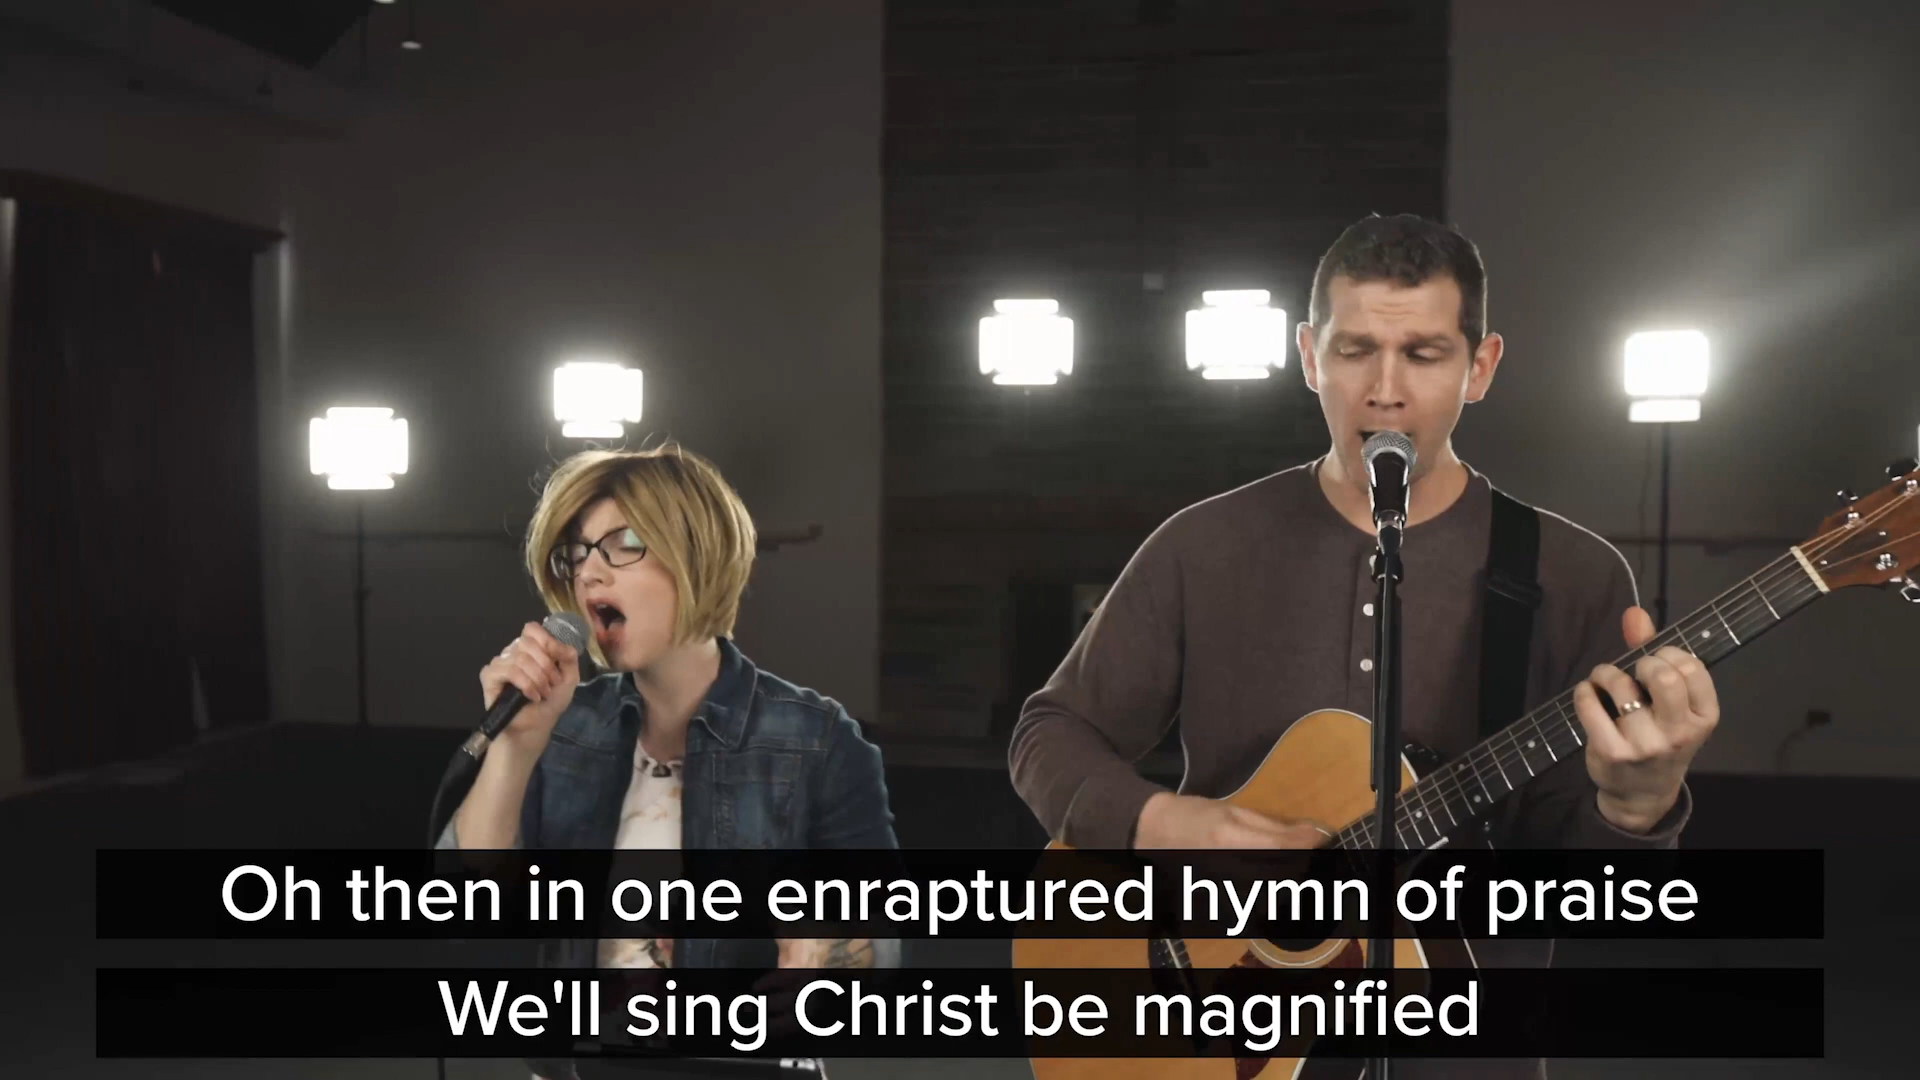 Oh then in one enraptured hymn of praise
We'll sing Christ be magnified